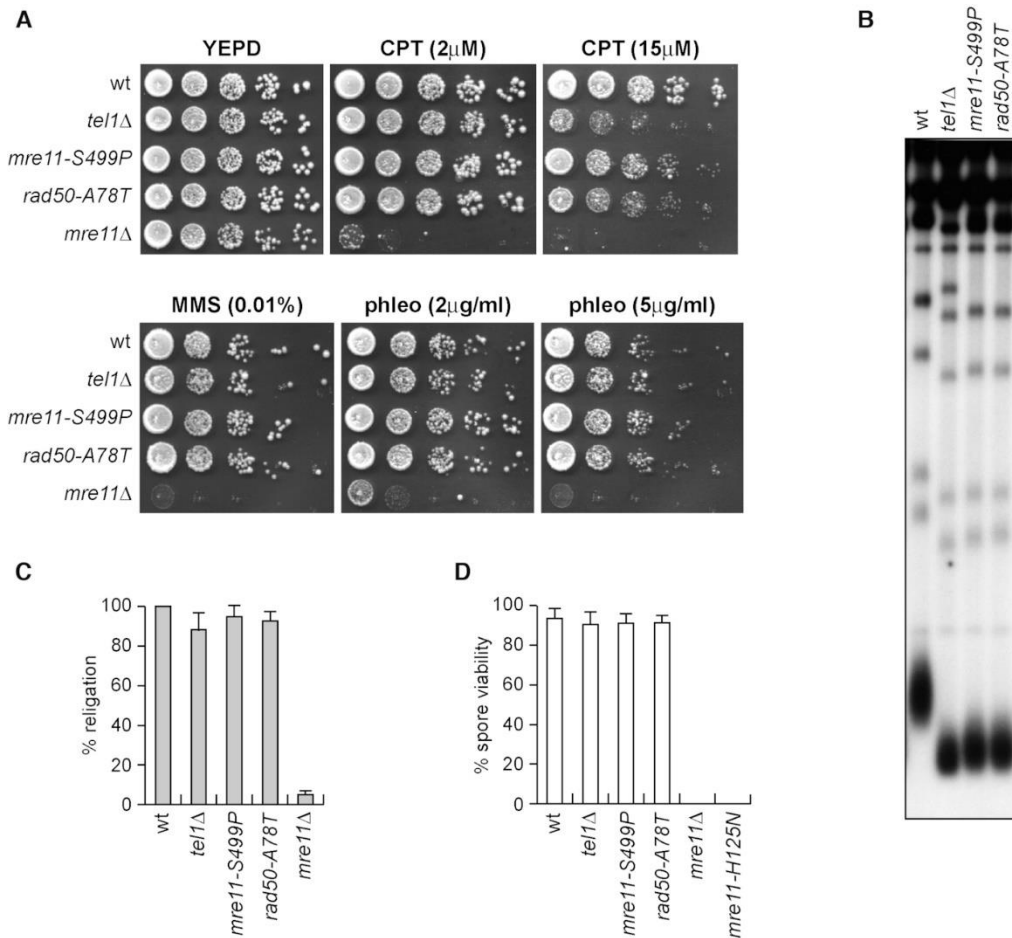 A
YEPD
CPT (2μM)
CPT (15μM)
wt
tel1Δ
mre11-S499P
rad50-A78T
mre11Δ
MMS (0.01%)
phleo (2μg/ml)
phleo (5μg/ml)
wt
tel1Δ
mre11-S499P
rad50-A78T
mre11Δ
B
wt
tel1Δ
mre11-S499P
rad50-A78T
C
% religation
100
80
60
40
20
0
wt
tel1Δ
mre11-S499P
rad50-A78T
mre11Δ
D
% spore viability
100
80
60
40
20
0
wt
tel1Δ
mre11-S499P
rad50-A78T
mre11Δ
mre11-H125N